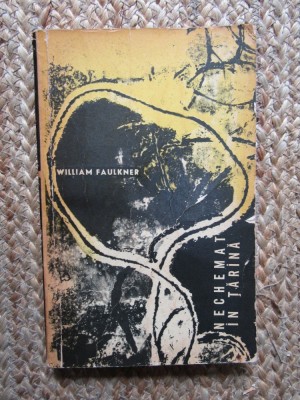 WILLIAM FAULKNER
NECHEMAT
ÎN ȚĂRÎNĂ